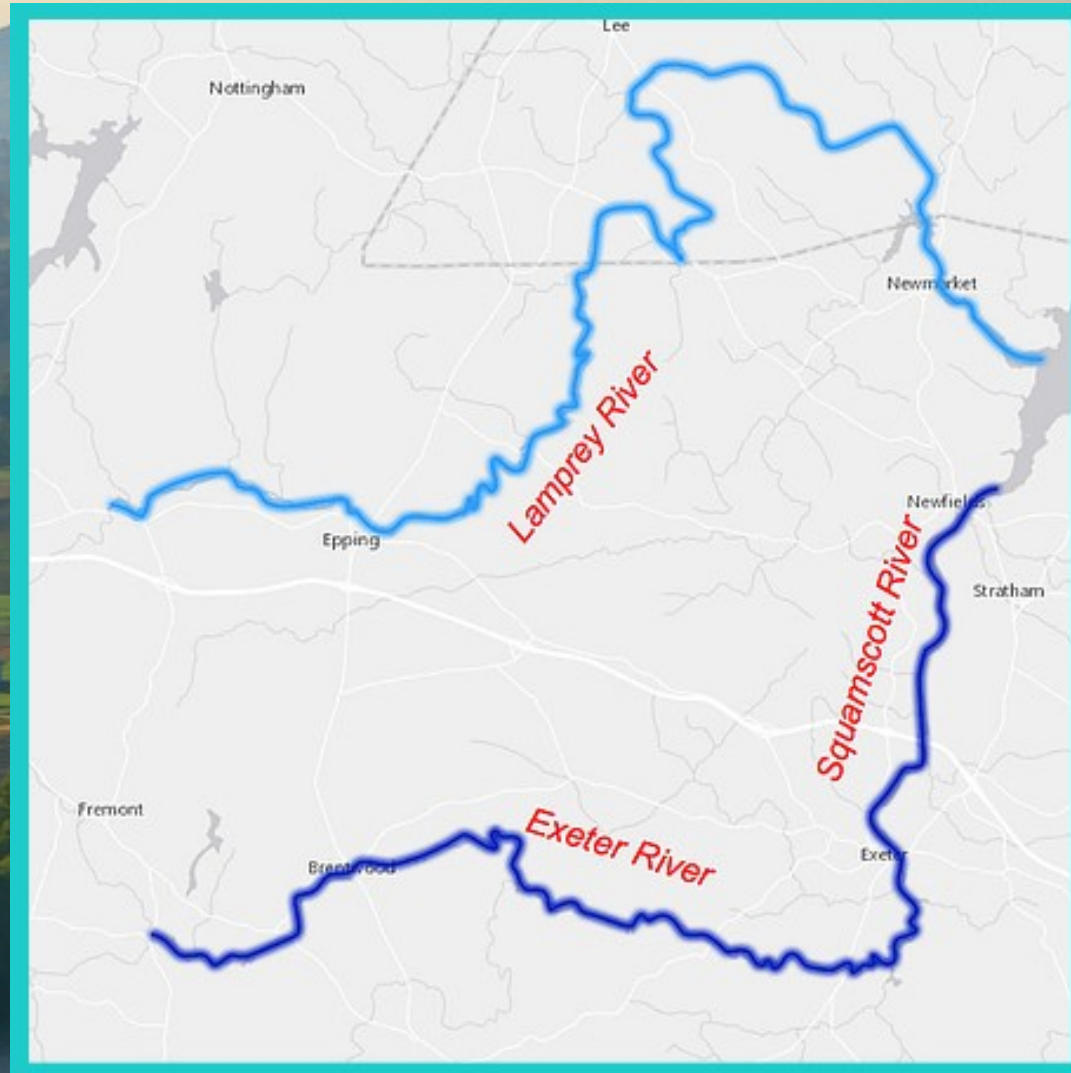 Lee
Nottingham
Newmarket
Lamprey River
Newfields
Epping
Squamscott River
Stratham
Fremont
Exeter River
Brentwood
Exeter